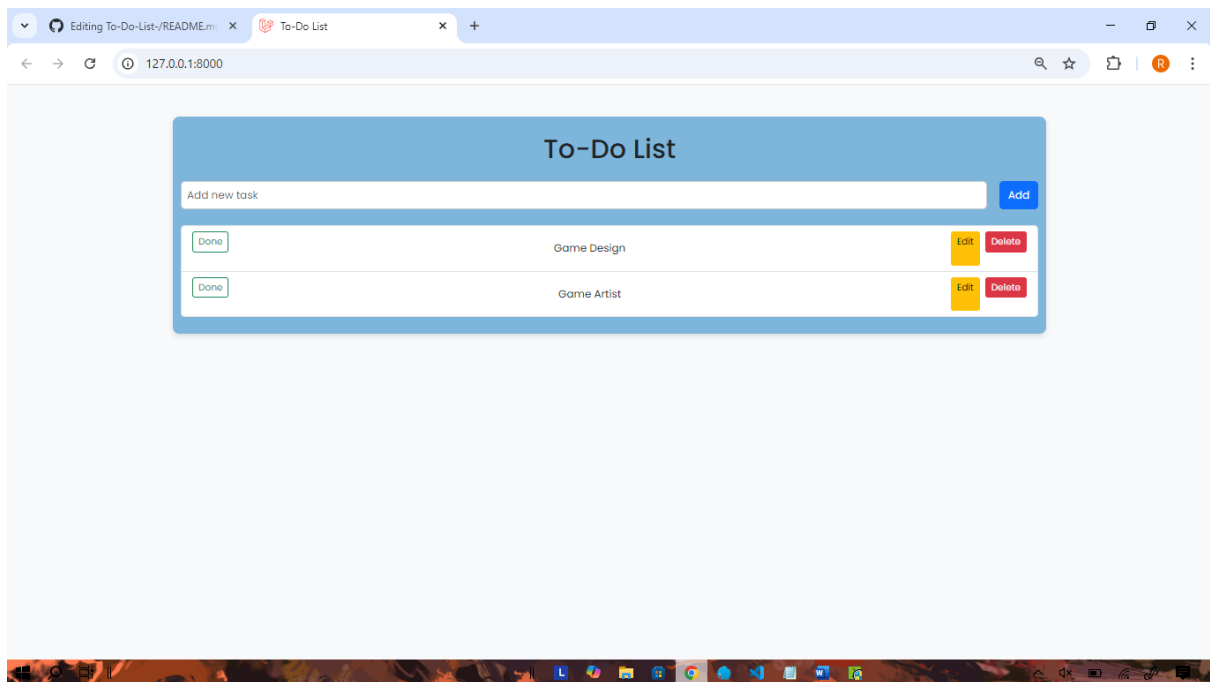 Editing To-Do-List-/README.m
To-Do List
127.0.0.1:8000
R
To-Do List
Add new task
Add
Done
Game Design
Edit
Delete
Done
Game Artist
Edit
Delete
L
W